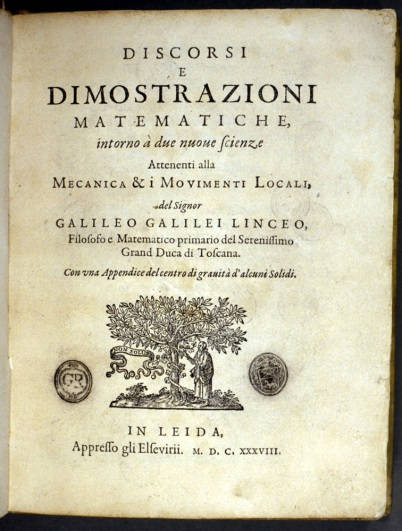 DISCORSI
E
DIMOSTRAZIONI
MATEMATICHE,
intorno à due nuoue ſcienze
Attenenti alla
MECANICA & i MOVIMENTI LOCALI,
del Signor
GALILEO GALILEI LINCEO,
Filoſofo e Matematico primario del Sereniſſimo
Grand Duca di Toſcana.
Con vna Appendice del centro di grauità d'alcuni Solidi.
NON SOLUS
IN LEIDA,
Appreſſo gli Elſevirii. M. D. C. XXXVIII.